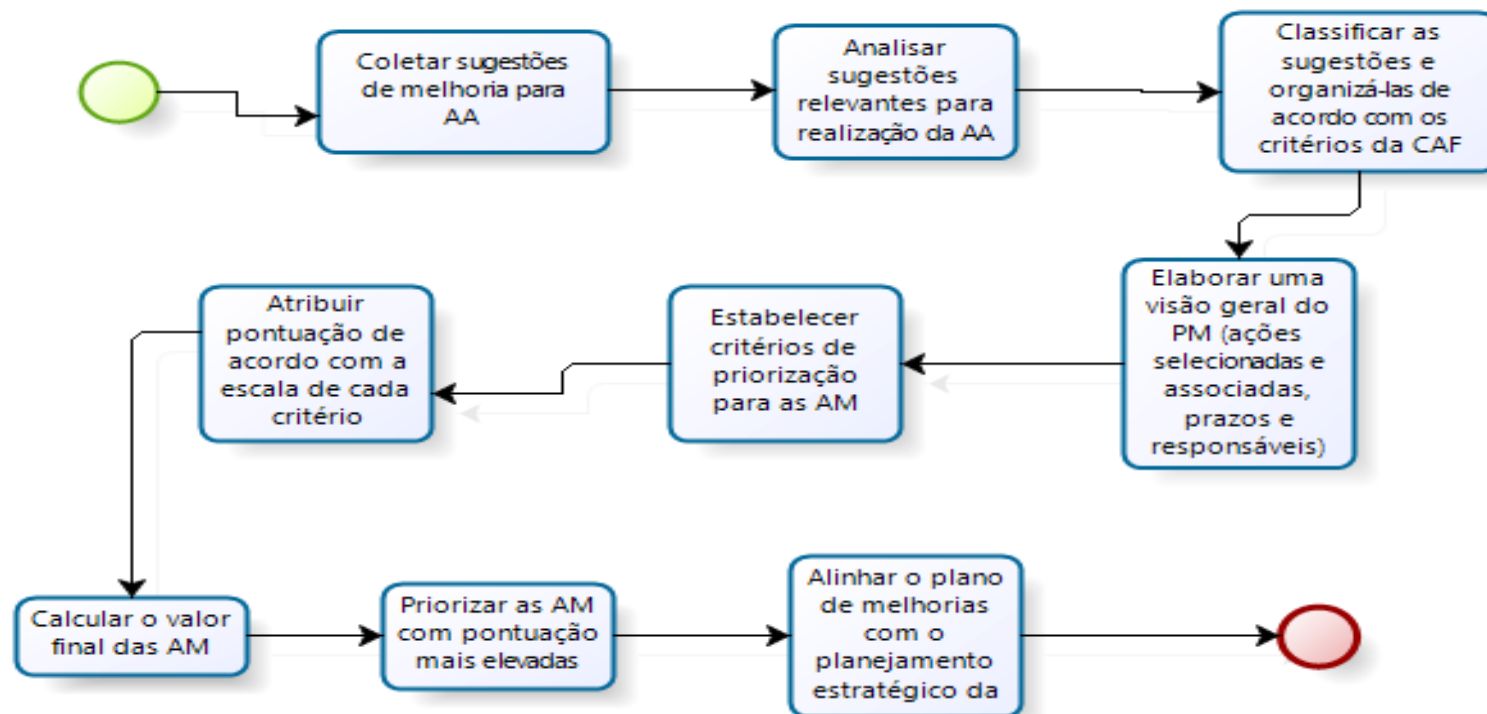 Coletar sugestões
de melhoria para
AA
Analisar
sugestões
relevantes para
realização da AA
Classificar as
sugestões e
organizá-las de
acordo com os
critérios da CAF
Elaborar uma
visão geral do
PM (ações
selecionadas e
associadas,
prazos e
responsáveis)
Estabelecer
critérios de
priorização
para as AM
Atribuir
pontuação de
acordo com a
escala de cada
critério
Calcular o valor
final das AM
Priorizar as AM
com pontuação
mais elevadas
Alinhar o plano
de melhorias
com o
planejamento
estratégico da